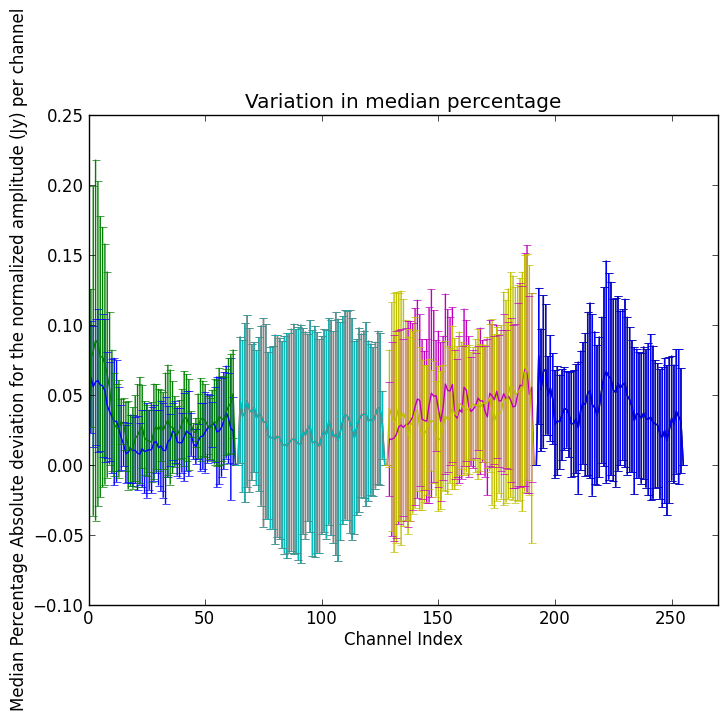 Variation in median percentage
Median Percentage Absolute deviation for the normalized amplitude (Jy) per channel
0.25
0.20
0.15
0.10
0.05
0.00
−0.05
−0.10
0 50 100 150 200 250
Channel Index